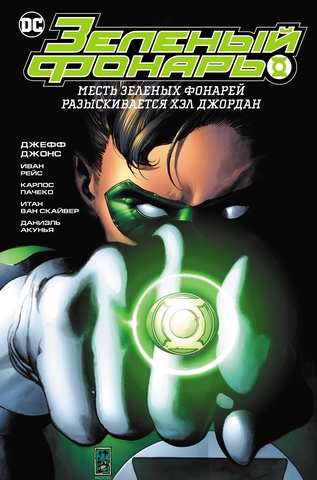 DC
ЗЕЛЕНЫЙ
ФОНАРЬ
МЕСТЬ ЗЕЛЕНЫХ ФОНАРЕЙ
РАЗЫСКИВАЕТСЯ ХЭЛ ДЖОРДАН
ДЖЕФФ
ДЖОНС
ИВАН
РЕЙС
КАРЛОС
ПАЧЕКО
ИТАН
ВАН СКАЙВЕР
ДАНИЭЛЬ
АКУНЬЯ